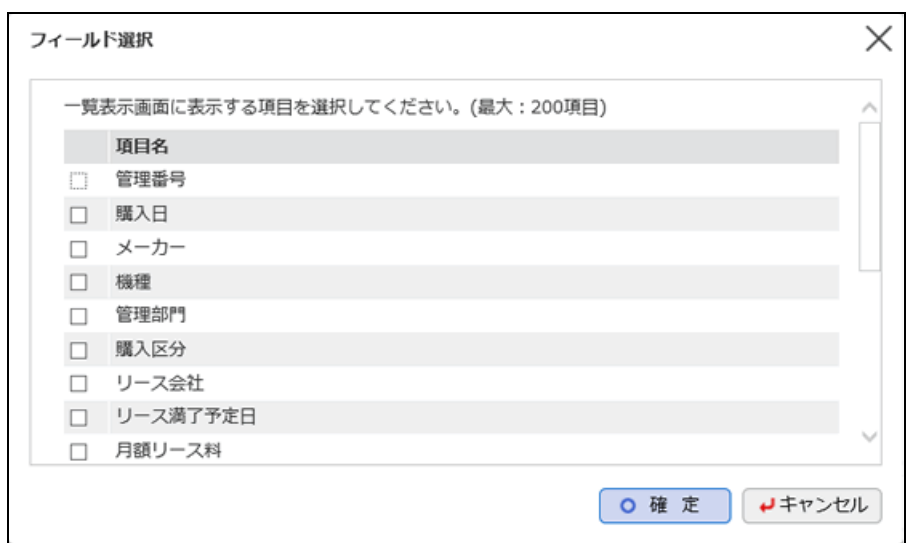 フィールド選択
一覧表示画面に表示する項目を選択してください。(最大：200項目)
項目名
管理番号
購入日
メーカー
機種
管理部門
購入区分
リース会社
リース満了予定日
月額リース料
確 定
キャンセル